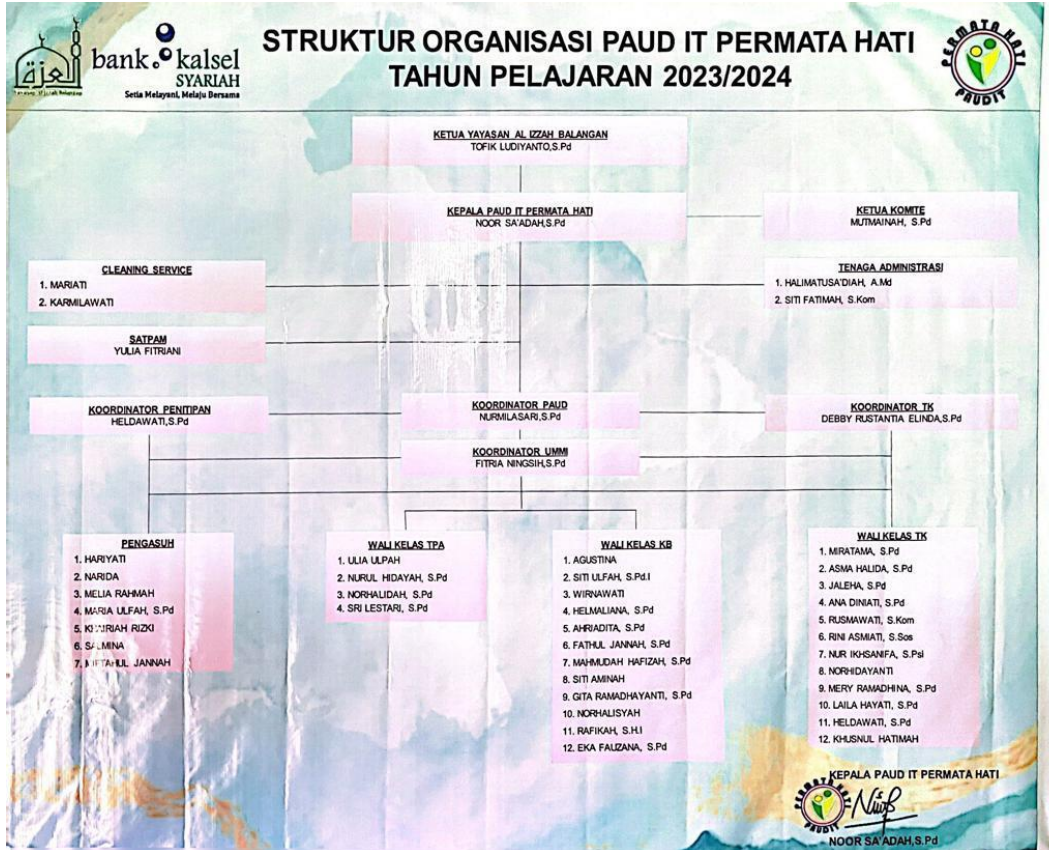 العزة
bank kalsel
SYARIAH
Setia Melayani, Melaju Bersama
STRUKTUR ORGANISASI PAUD IT PERMATA HATI
TAHUN PELAJARAN 2023/2024
PERMATA HATI
PAUDIT
KETUA YAYASAN AL IZZAH BALANGAN
TOFIK LUDIYANTO,S.Pd
KEPALA PAUD IT PERMATA HATI
NOOR SA'ADAH,S.Pd
KETUA KOMITE
MUTMAINAH, S.Pd
CLEANING SERVICE
1. MARIATI
2. KARMILAWATI
TENAGA ADMINISTRASI
1. HALIMATUSA'DIAH, A.Md
2. SITI FATIMAH, S.Kom
SATPAM
YULIA FITRIANI
KOORDINATOR PENITIPAN
HELDAWATI,S.Pd
KOORDINATOR PAUD
NURMILASARI,S.Pd
KOORDINATOR TK
DEBBY RUSTANTIA ELINDA,S.Pd
KOORDINATOR UMMI
FITRIA NINGSIH,S.Pd
PENGASUH
1. HARIYATI
2. NARIDA
3. MELIA RAHMAH
4. MARIA ULFAH, S.Pd
5. KHAIRIAH RIZKI
6. SALMINA
7. MIFTAHUL JANNAH
WALI KELAS TPA
1. ULIA ULPAH
2. NURUL HIDAYAH, S.Pd
3. NORHALIDAH, S.Pd
4. SRI LESTARI, S.Pd
WALI KELAS KB
1. AGUSTINA
2. SITI ULFAH, S.Pd.I
3. WIRNAWATI
4. HELMALIANA, S.Pd
5. AHRIADITA, S.Pd
6. FATHUL JANNAH, S.Pd
7. MAHMUDAH HAFIZAH, S.Pd
8. SITI AMINAH
9. GITA RAMADHAYANTI, S.Pd
10. NORHALISYAH
11. RAFIKAH, S.H.I
12. EKA FAUZANA, S.Pd
WALI KELAS TK
1. MIRATAMA, S.Pd
2. ASMA HALIDA, S.Pd
3. JALEHA, S.Pd
4. ANA DINIATI, S.Pd
5. RUSMAWATI, S.Kom
6. RINI ASMIATI, S.Sos
7. NUR IKHSANIFA, S.Psi
8. NORHIDAYANTI
9. MERY RAMADHINA, S.Pd
10. LAILA HAYATI, S.Pd
11. HELDAWATI, S.Pd
12. KHUSNUL HATIMAH
KEPALA PAUD IT PERMATA HATI
PERMATA HATI
PAUDIT
NOOR SA'ADAH,S.Pd